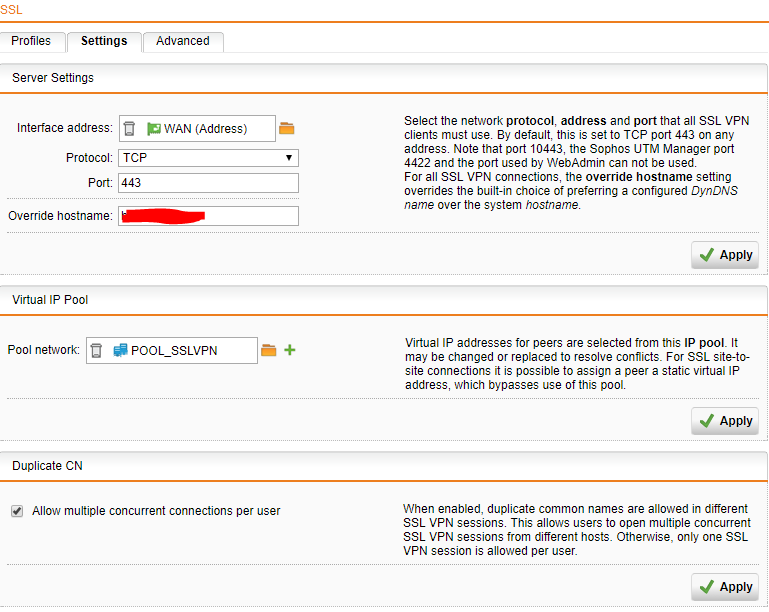 SSL
Profiles Settings Advanced
Server Settings
Interface address: WAN (Address)
Protocol: TCP
Port: 443
Override hostname:
Select the network protocol, address and port that all SSL VPN
clients must use. By default, this is set to TCP port 443 on any
address. Note that port 10443, the Sophos UTM Manager port
4422 and the port used by WebAdmin can not be used.
For all SSL VPN connections, the override hostname setting
overrides the built-in choice of preferring a configured DynDNS
name over the system hostname.
Apply
Virtual IP Pool
Pool network: POOL_SSLVPN
Virtual IP addresses for peers are selected from this IP pool. It
may be changed or replaced to resolve conflicts. For SSL site-to-
site connections it is possible to assign a peer a static virtual IP
address, which bypasses use of this pool.
Apply
Duplicate CN
Allow multiple concurrent connections per user
When enabled, duplicate common names are allowed in different
SSL VPN sessions. This allows users to open multiple concurrent
SSL VPN sessions from different hosts. Otherwise, only one SSL
VPN session is allowed per user.
Apply